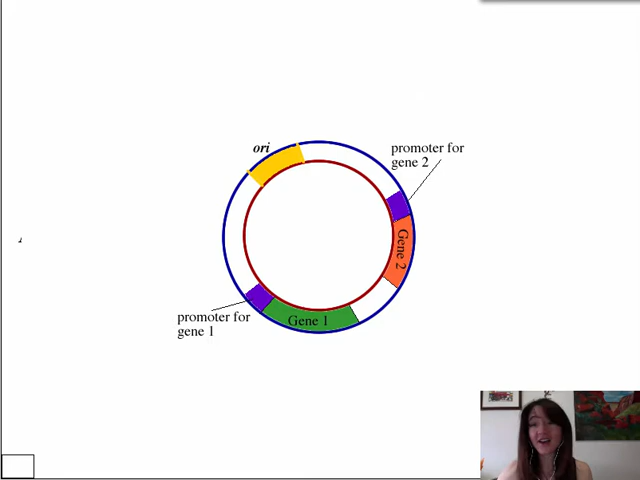 ori
promoter for
gene 2
Gene 2
promoter for
gene 1
Gene 1